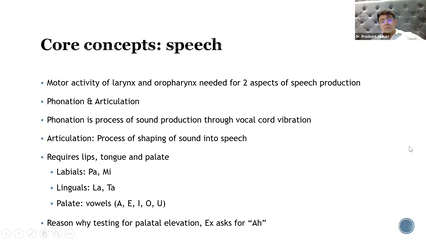 Dr. Prashant Makhija
Core concepts: speech
Motor activity of larynx and oropharynx needed for 2 aspects of speech production
Phonation & Articulation
Phonation is process of sound production through vocal cord vibration
Articulation: Process of shaping of sound into speech
Requires lips, tongue and palate
Labials: Pa, Mi
Linguals: La, Ta
Palate: vowels (A, E, I, O, U)
Reason why testing for palatal elevation, Ex asks for “Ah”